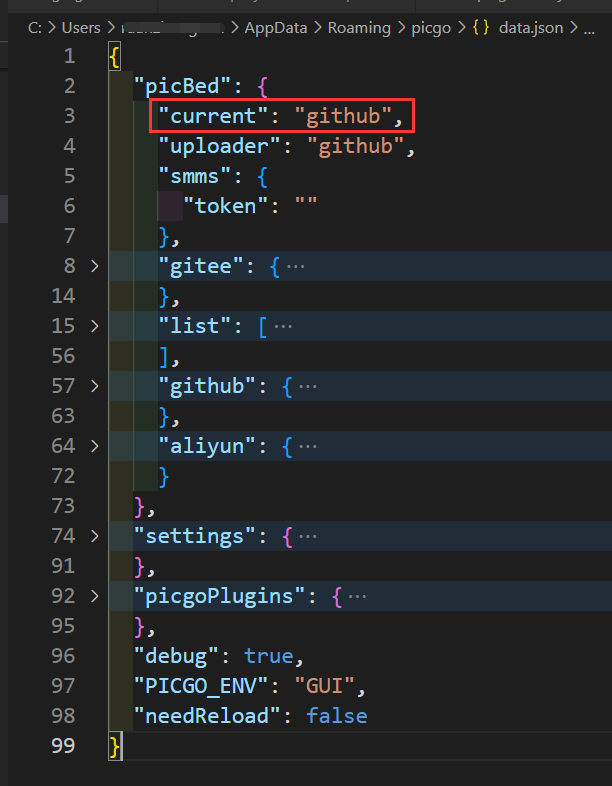 C: > Users > > AppData > Roaming > picgo > {} data.json > ...
1 {
2 "picBed": {
3 "current": "github",
4 "uploader": "github",
5 "smms": {
6 "token": ""
7 },
8 > "gitee": { ...
14 },
15 > "list": [ ...
56 ],
57 > "github": { ...
63 },
64 > "aliyun": { ...
72 }
73 },
74 > "settings": { ...
91 },
92 > "picgoPlugins": { ...
95 },
96 "debug": true,
97 "PICGO_ENV": "GUI",
98 "needReload": false
99 }